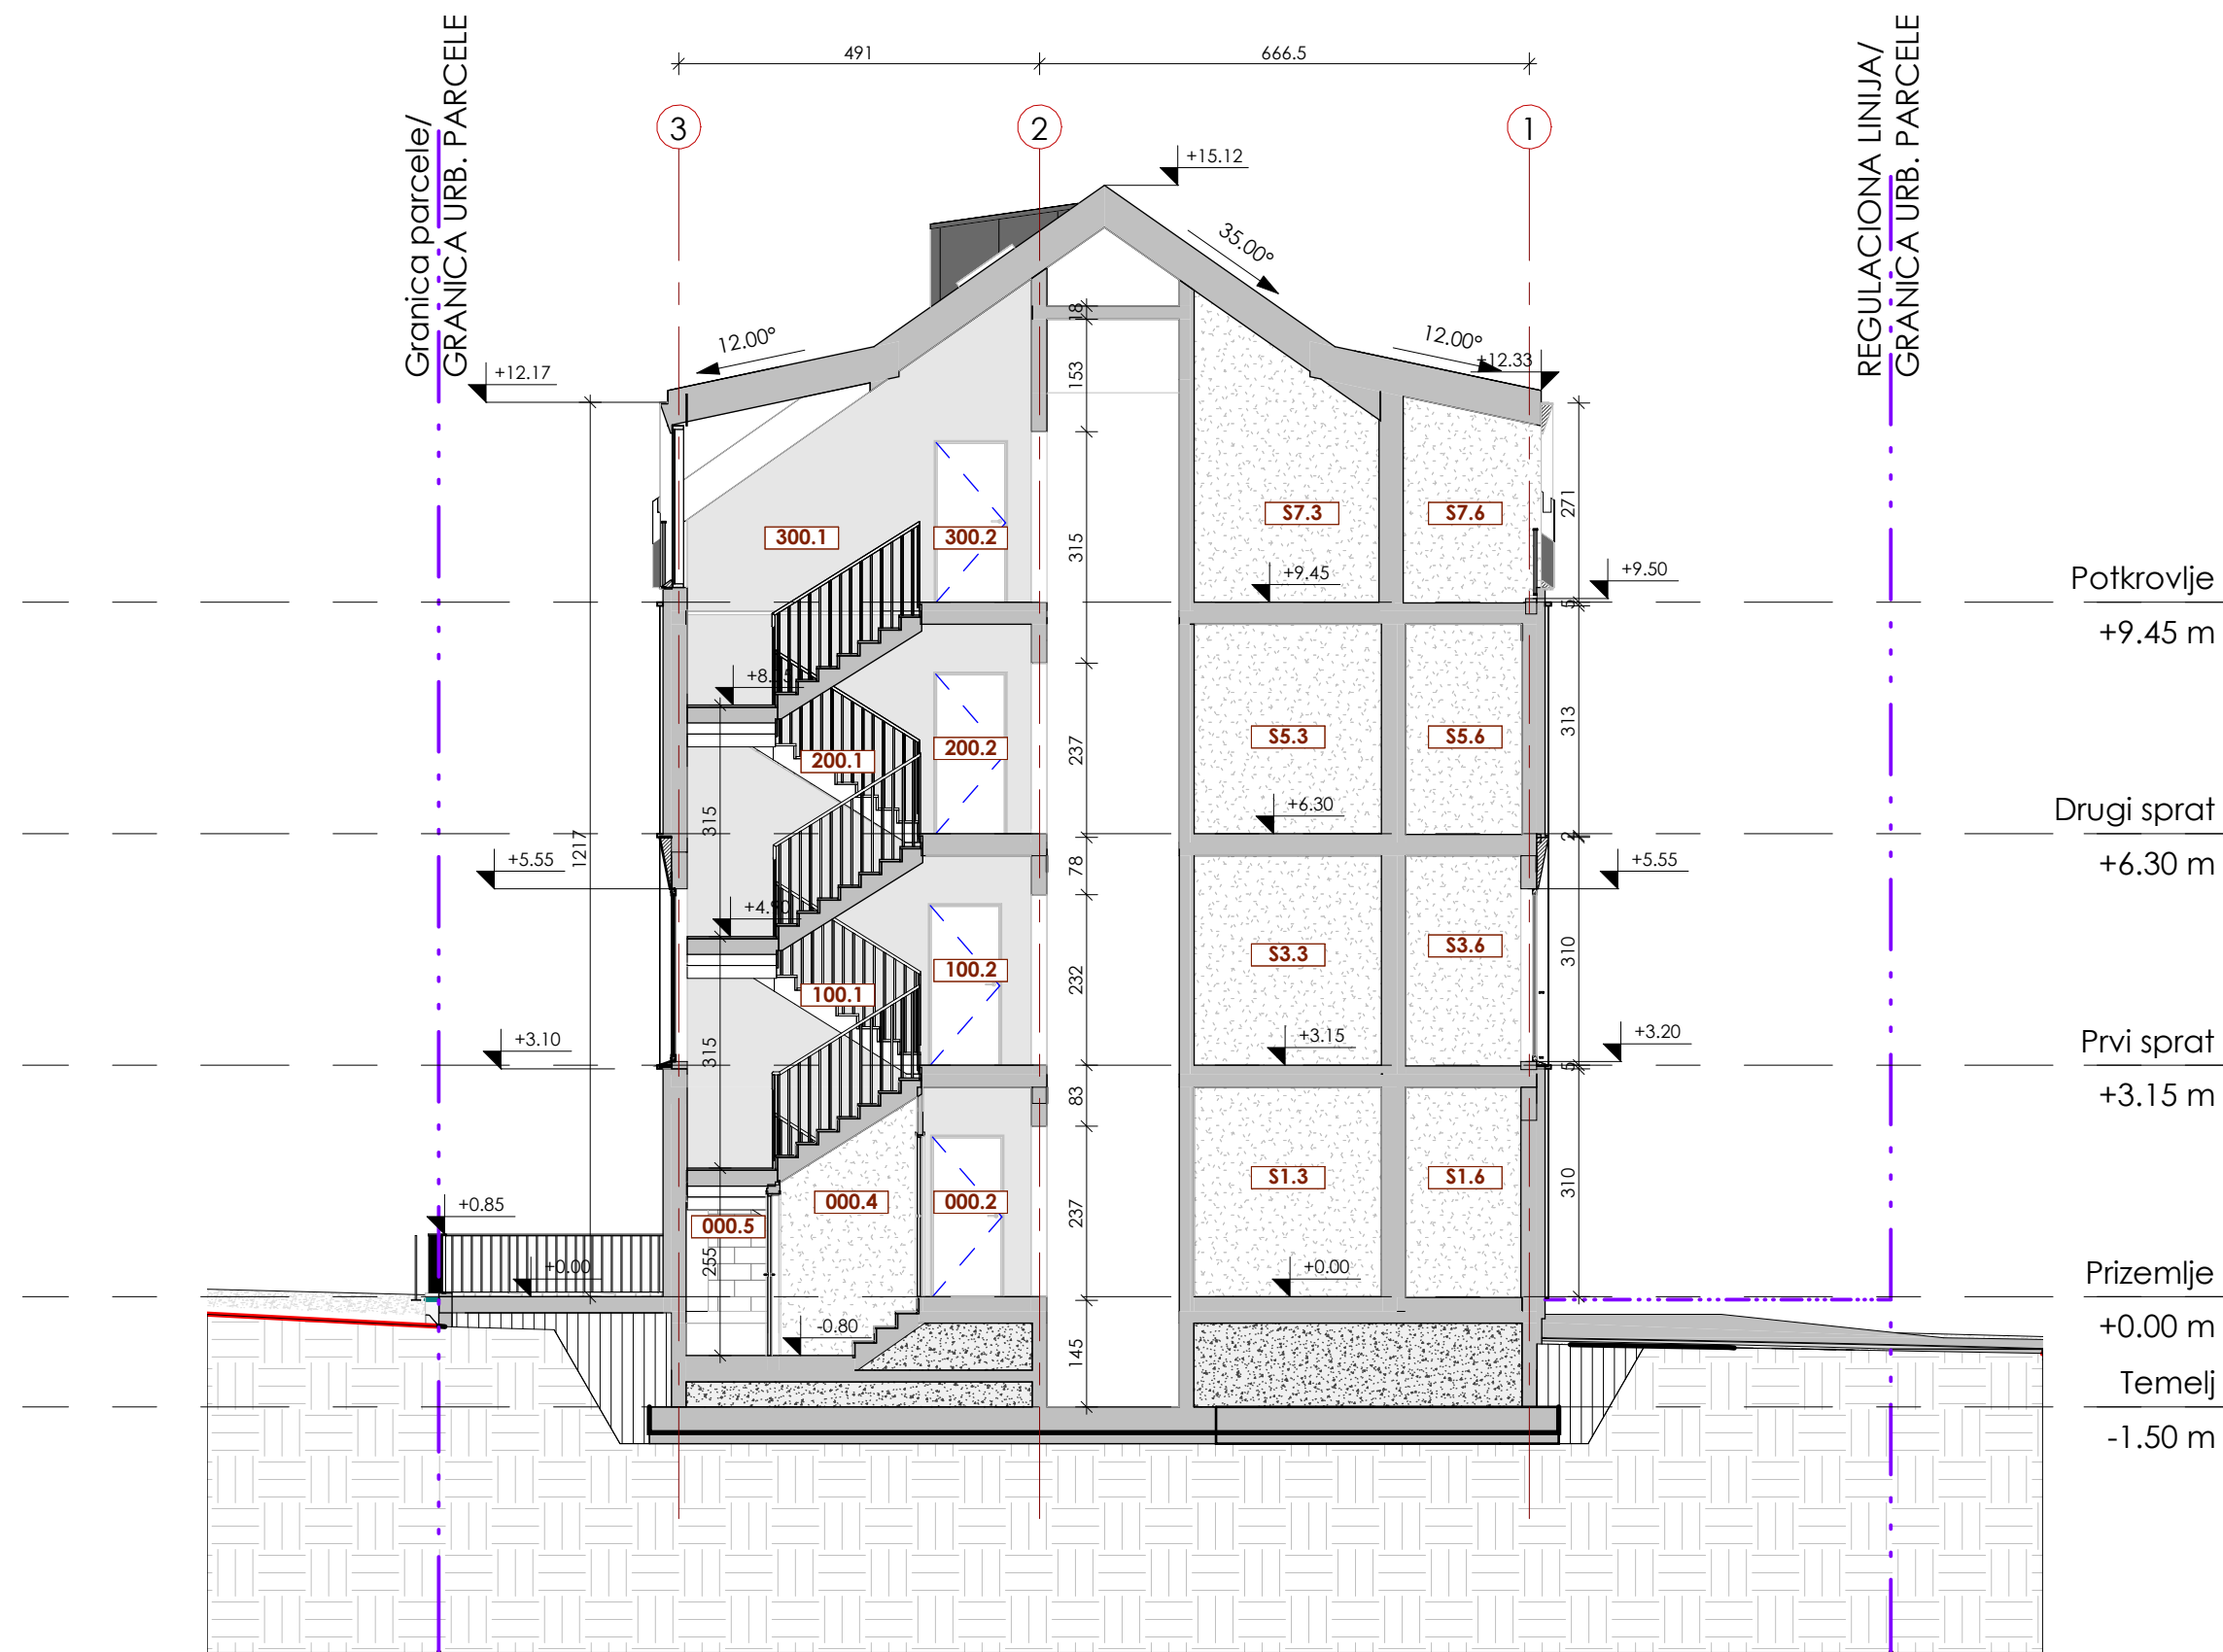 Granica parcele/
GRANICA URB. PARCELE
491
666.5
REGULACIONA LINIJA/
GRANICA URB. PARCELE
3
2
1
+15.12
35.00°
12.00°
12.00°
+12.17
+12.33
18
153
271
S7.3
S7.6
300.1
300.2
315
+9.45
+9.50
5
Potkrovlje
+9.45 m
200.1
200.2
237
S5.3
S5.6
313
315
1217
+6.30
2
Drugi sprat
+6.30 m
+5.55
78
+5.55
S3.3
S3.6
310
100.1
100.2
232
315
+3.10
+3.15
+3.20
5
Prvi sprat
+3.15 m
83
S1.3
S1.6
310
000.4
000.2
000.5
237
255
+0.85
+0.00
+0.00
Prizemlje
+0.00 m
-0.80
145
Temelj
-1.50 m